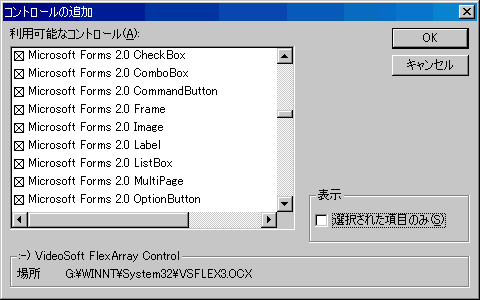 コントロールの追加
利用可能なコントロール(A):
Microsoft Forms 2.0 CheckBox
Microsoft Forms 2.0 ComboBox
Microsoft Forms 2.0 CommandButton
Microsoft Forms 2.0 Frame
Microsoft Forms 2.0 Image
Microsoft Forms 2.0 Label
Microsoft Forms 2.0 ListBox
Microsoft Forms 2.0 MultiPage
Microsoft Forms 2.0 OptionButton
OK
キャンセル
表示
選択された項目のみ(S)
:-) VideoSoft FlexArray Control
場所 G:¥WINNT¥System32¥VSFLEX3.OCX